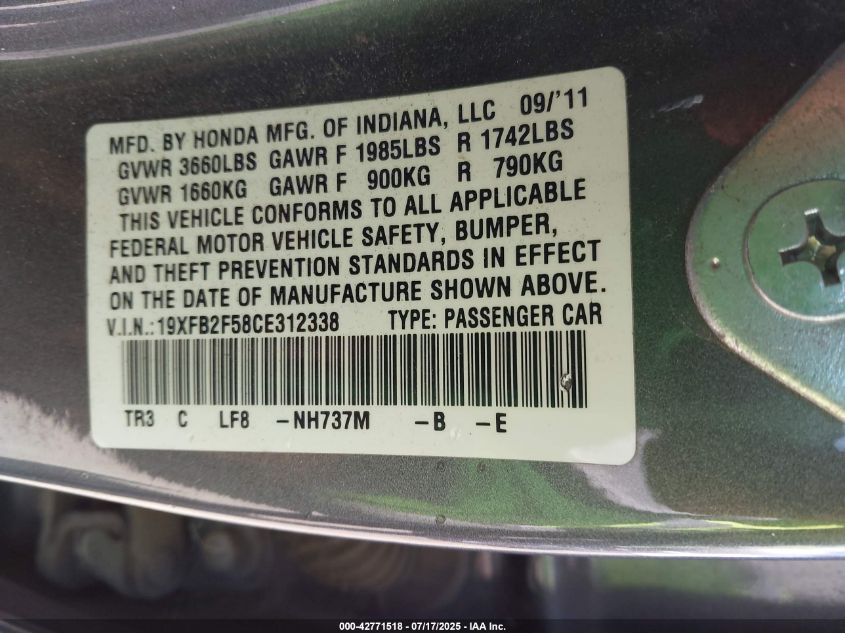 MFD. BY HONDA MFG. OF INDIANA, LLC 09/'11
GVWR 3660LBS GAWR F 1985LBS R 1742LBS
GVWR 1660KG GAWR F 900KG R 790KG
THIS VEHICLE CONFORMS TO ALL APPLICABLE
FEDERAL MOTOR VEHICLE SAFETY, BUMPER,
AND THEFT PREVENTION STANDARDS IN EFFECT
ON THE DATE OF MANUFACTURE SHOWN ABOVE.
V.I.N.:19XFB2F58CE312338 TYPE: PASSENGER CAR
TR3 C LF8 -NH737M -B -E
000-42771518 - 07/17/2025 - IAA Inc.